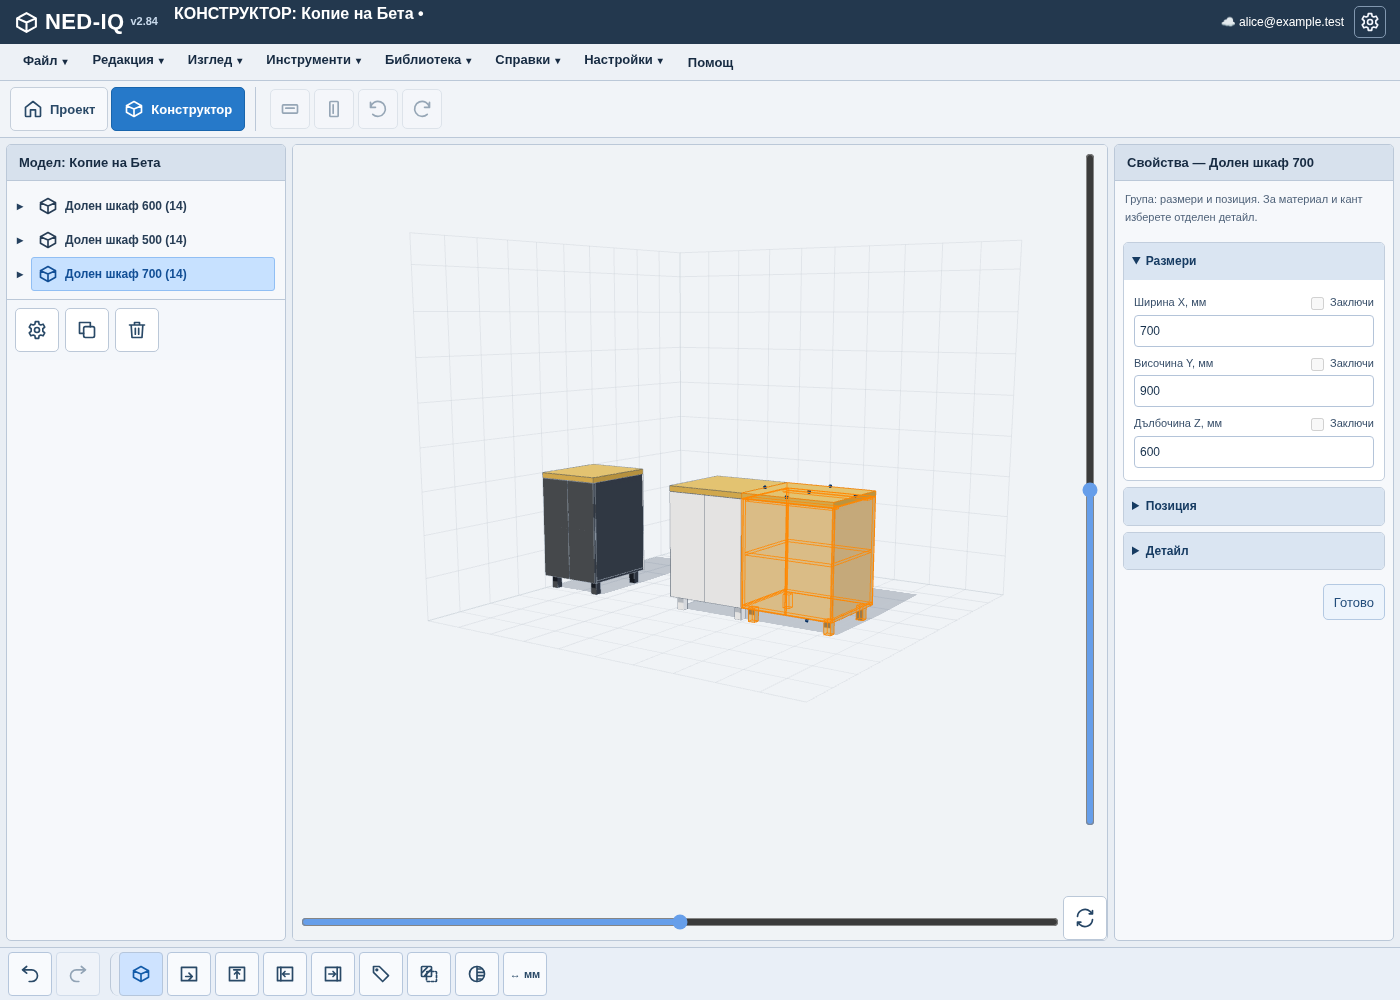 NED-IQ v2.84 КОНСТРУКТОР: Копие на Бета •
☁️ alice@example.test
Файл ▾ Редакция ▾ Изглед ▾ Инструменти ▾ Библиотека ▾ Справки ▾ Настройки ▾ Помощ
Проект Конструктор
Модел: Копие на Бета
Долен шкаф 600 (14)
Долен шкаф 500 (14)
Долен шкаф 700 (14)
Свойства — Долен шкаф 700
Група: размери и позиция. За материал и кант
изберете отделен детайл.
Размери
Ширина X, мм Заключи
700
Височина Y, мм Заключи
900
Дълбочина Z, мм Заключи
600
Позиция
Детайл
Готово
↔ мм